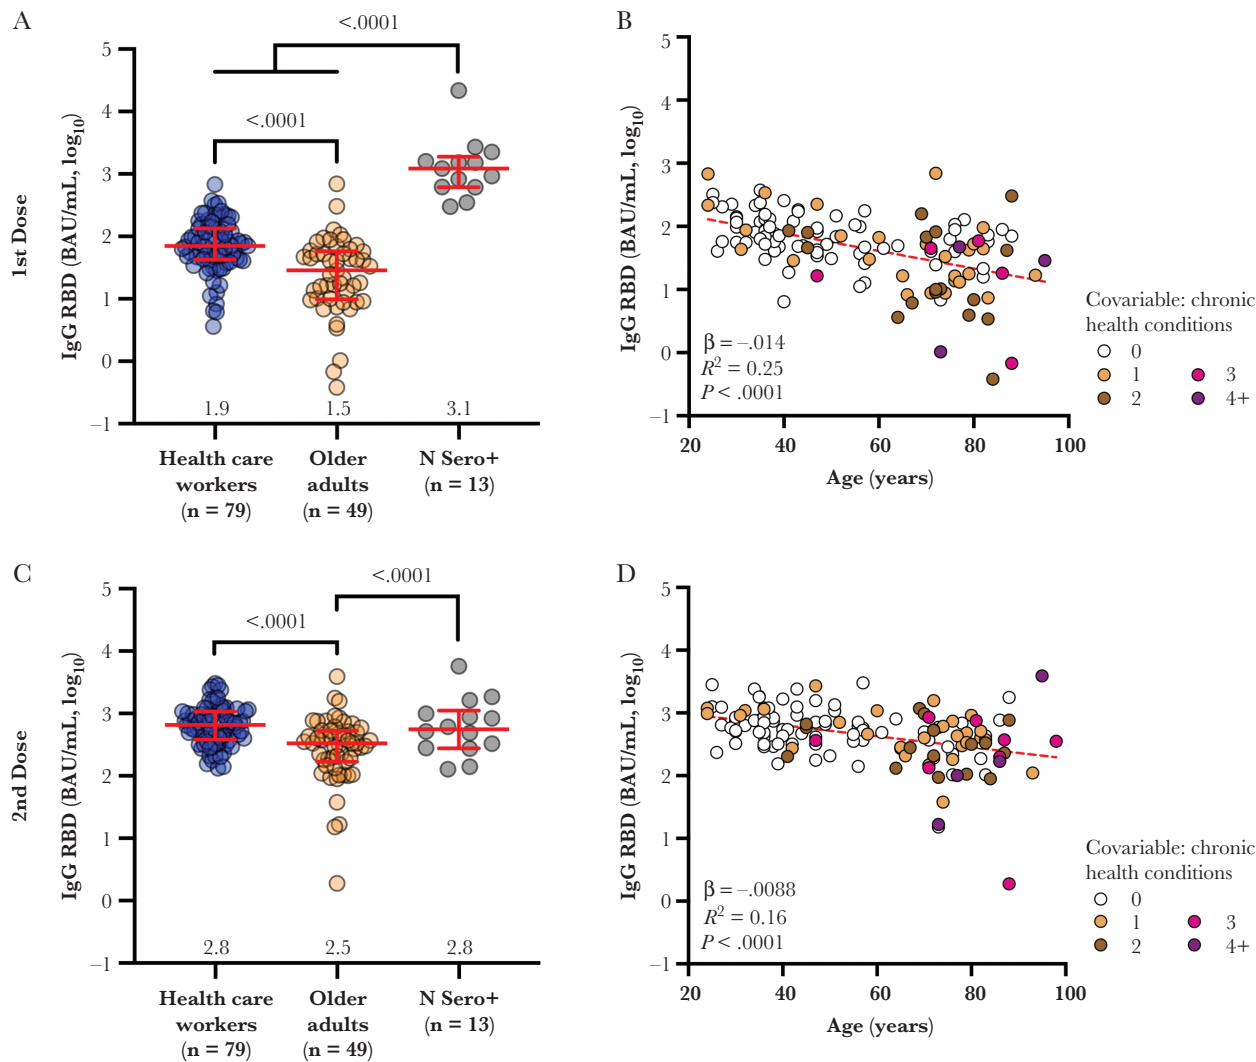 A
<.0001
<.0001
1st Dose
IgG RBD (BAU/mL, log10)
5
4
3
2
1
0
–1
1.9
1.5
3.1
Health care
workers
(n = 79)
Older
adults
(n = 49)
N Sero+
(n = 13)
B
IgG RBD (BAU/mL, log10)
5
4
3
2
1
0
–1
β = –.014
R2 = 0.25
P < .0001
20
40
60
80
100
Age (years)
Covariable: chronic
health conditions
0
1
3
2
4+
C
<.0001
<.0001
2nd Dose
IgG RBD (BAU/mL, log10)
5
4
3
2
1
0
–1
2.8
2.5
2.8
Health care
workers
(n = 79)
Older
adults
(n = 49)
N Sero+
(n = 13)
D
IgG RBD (BAU/mL, log10)
5
4
3
2
1
0
–1
β = –.0088
R2 = 0.16
P < .0001
20
40
60
80
100
Age (years)
Covariable: chronic
health conditions
0
1
3
2
4+